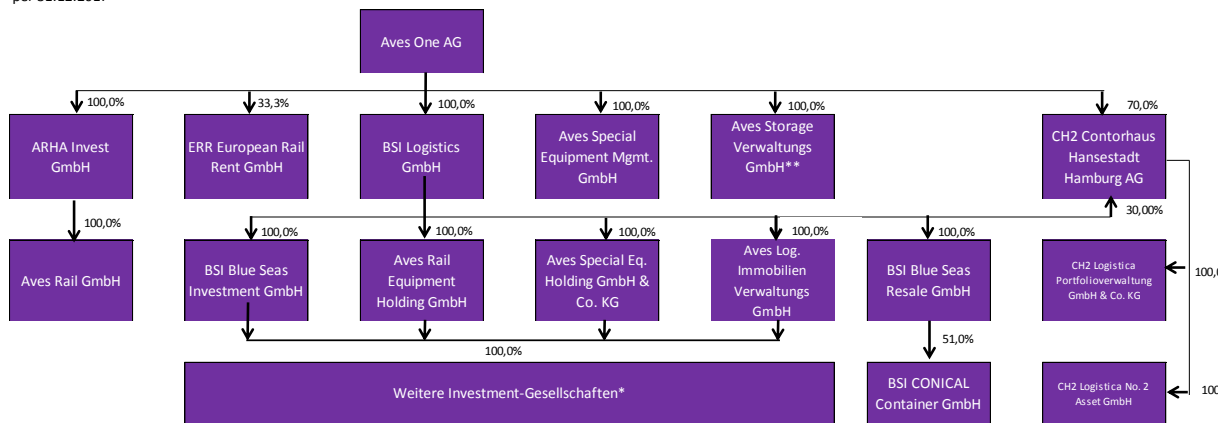 Aves One AG
100,0%
33,3%
100,0%
100,0%
100,0%
70,0%
ARHA Invest
GmbH
ERR European Rail
Rent GmbH
BSI Logistics
GmbH
Aves Special
Equipment Mgmt.
GmbH
Aves Storage
Verwaltungs
GmbH**
CH2 Contorhaus
Hansestadt
Hamburg AG
100,0%
100,0%
100,0%
100,0%
100,0%
100,0%
30,00%
Aves Rail GmbH
BSI Blue Seas
Investment GmbH
Aves Rail
Equipment
Holding GmbH
Aves Special Eq.
Holding GmbH &
Co. KG
Aves Log.
Immobilien
Verwaltungs
GmbH
BSI Blue Seas
Resale GmbH
CH2 Logistica
Portfolioverwaltung
GmbH & Co. KG
100,0
100,0%
51,0%
Weitere Investment-Gesellschaften*
BSI CONICAL
Container GmbH
CH2 Logistica No. 2
Asset GmbH
100